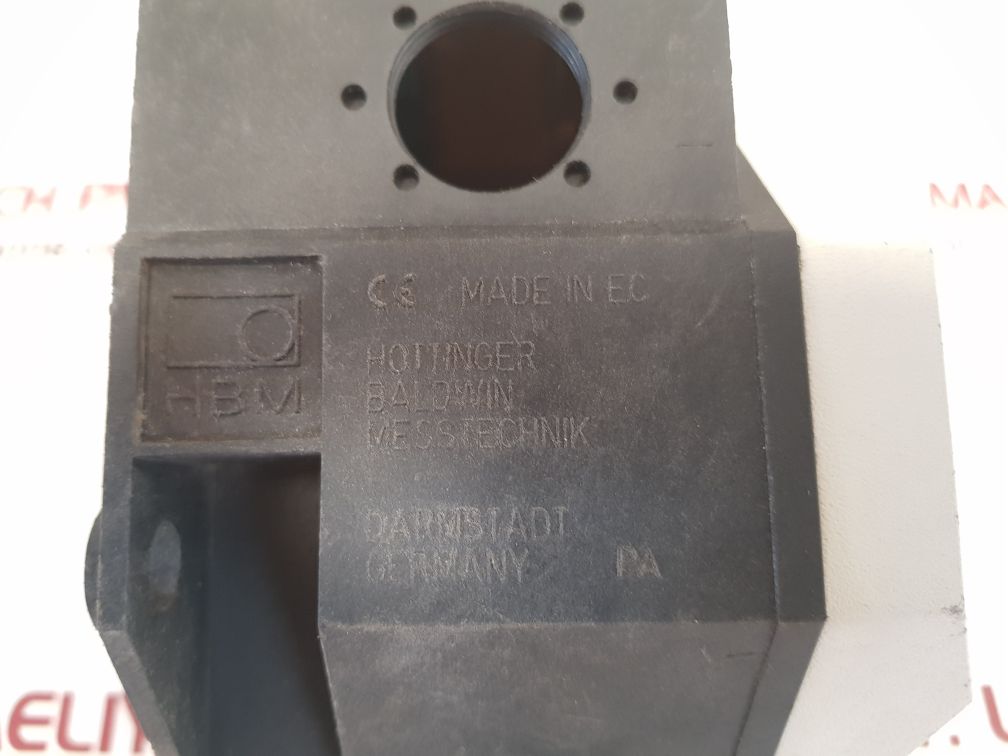 CE MADE IN EC
HBM
HOTTINGER
BALDWIN
MESSTECHNIK
DARMSTADT
GERMANY PA